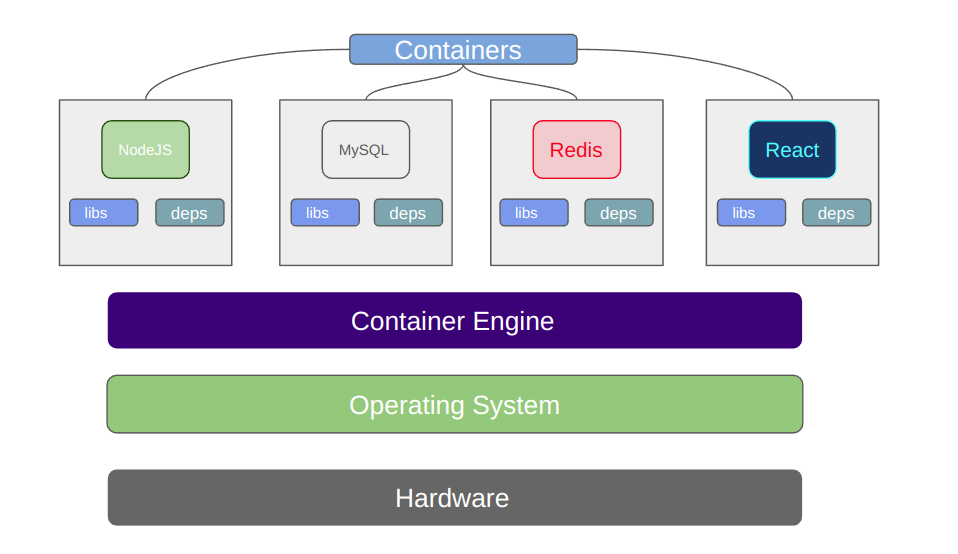 Containers
NodeJS
MySQL
Redis
React
libs
deps
libs
deps
libs
deps
libs
deps
Container Engine
Operating System
Hardware